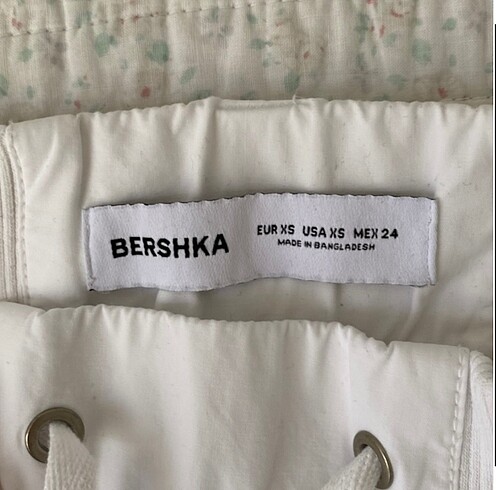 BERSHKA
EUR XS USA XS MEX 24
MADE IN BANGLADESH